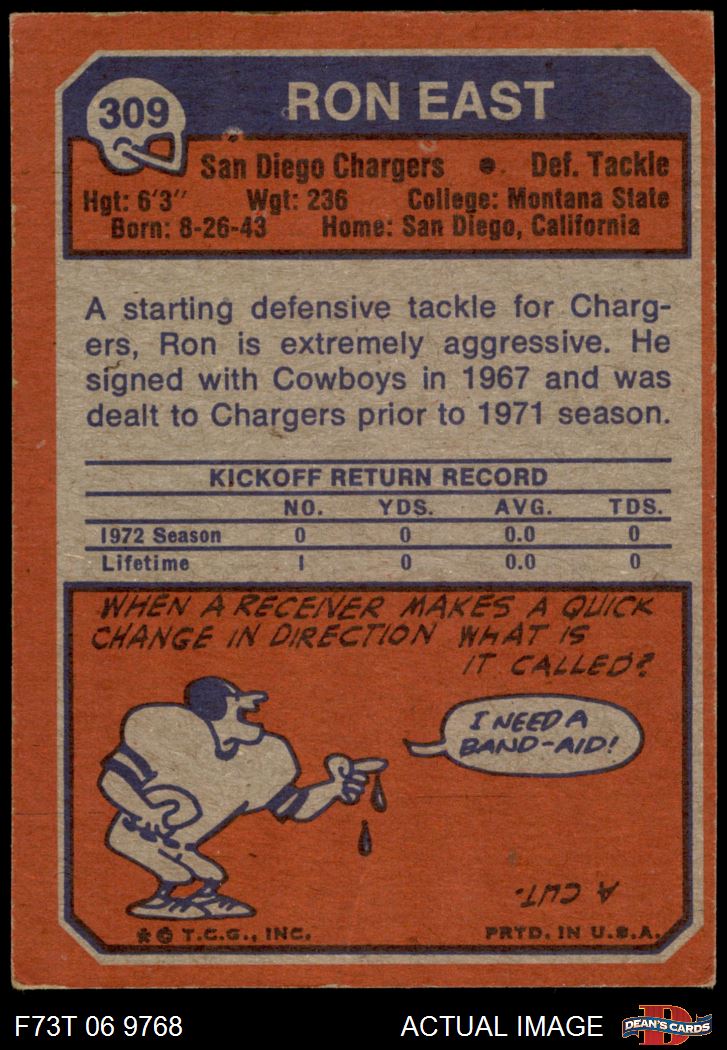 309
RON EAST
San Diego Chargers • Def. Tackle
Hgt: 6'3" Wgt: 236 College: Montana State
Born: 8-26-43 Home: San Diego, California
A starting defensive tackle for Charg-
ers, Ron is extremely aggressive. He
signed with Cowboys in 1967 and was
dealt to Chargers prior to 1971 season.
KICKOFF RETURN RECORD
NO. YDS. AVG. TDS.
1972 Season 0 0 0.0 0
Lifetime 1 0 0.0 0
WHEN A RECEIVER MAKES A QUICK
CHANGE IN DIRECTION WHAT IS
IT CALLED?
I NEED A
BAND-AID!
A CUT.
* © T.C.G., INC. PRTD. IN U.S.A.
F73T 06 9768 ACTUAL IMAGE
D
DEAN'S CARDS